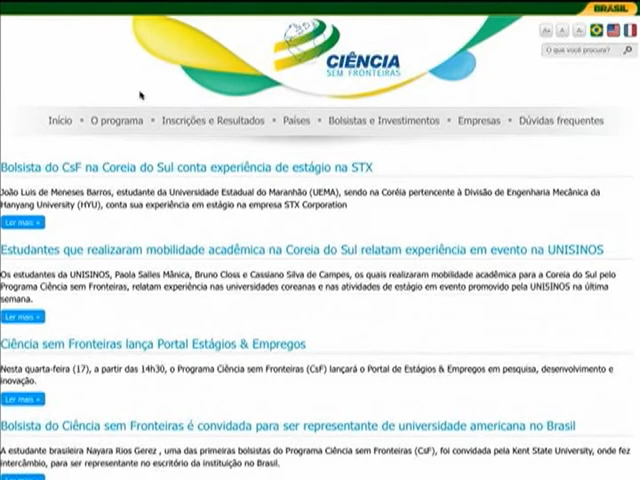 BRASIL
A+ A A-
CIÊNCIA
SEM FRONTEIRAS
O que você procura?
Início • O programa • Inscrições e Resultados • Países • Bolsistas e Investimentos • Empresas • Dúvidas frequentes
Bolsista do CsF na Coreia do Sul conta experiência de estágio na STX
João Luis de Meneses Barros, estudante da Universidade Estadual do Maranhão (UEMA), sendo na Coréia pertencente à Divisão de Engenharia Mecânica da
Hanyang University (HYU), conta sua experiência em estágio na empresa STX Corporation
Ler mais »
Estudantes que realizaram mobilidade acadêmica na Coreia do Sul relatam experiência em evento na UNISINOS
Os estudantes da UNISINOS, Paola Salles Mânica, Bruno Closs e Cassiano Silva de Campes, os quais realizaram mobilidade acadêmica para a Coreia do Sul pelo
Programa Ciência sem Fronteiras, relatam experiência nas universidades coreanas e nas atividades de estágio em evento promovido pela UNISINOS na última
semana.
Ler mais »
Ciência sem Fronteiras lança Portal Estágios & Empregos
Nesta quarta-feira (17), a partir das 14h30, o Programa Ciência sem Fronteiras (CsF) lançará o Portal de Estágios & Empregos em pesquisa, desenvolvimento e
inovação.
Ler mais »
Bolsista do Ciência sem Fronteiras é convidada para ser representante de universidade americana no Brasil
A estudante brasileira Nayara Rios Gerez , uma das primeiras bolsistas do Programa Ciência sem Fronteiras (CsF), foi convidada pela Kent State University, onde fez
intercâmbio, para ser representante no escritório da instituição no Brasil.